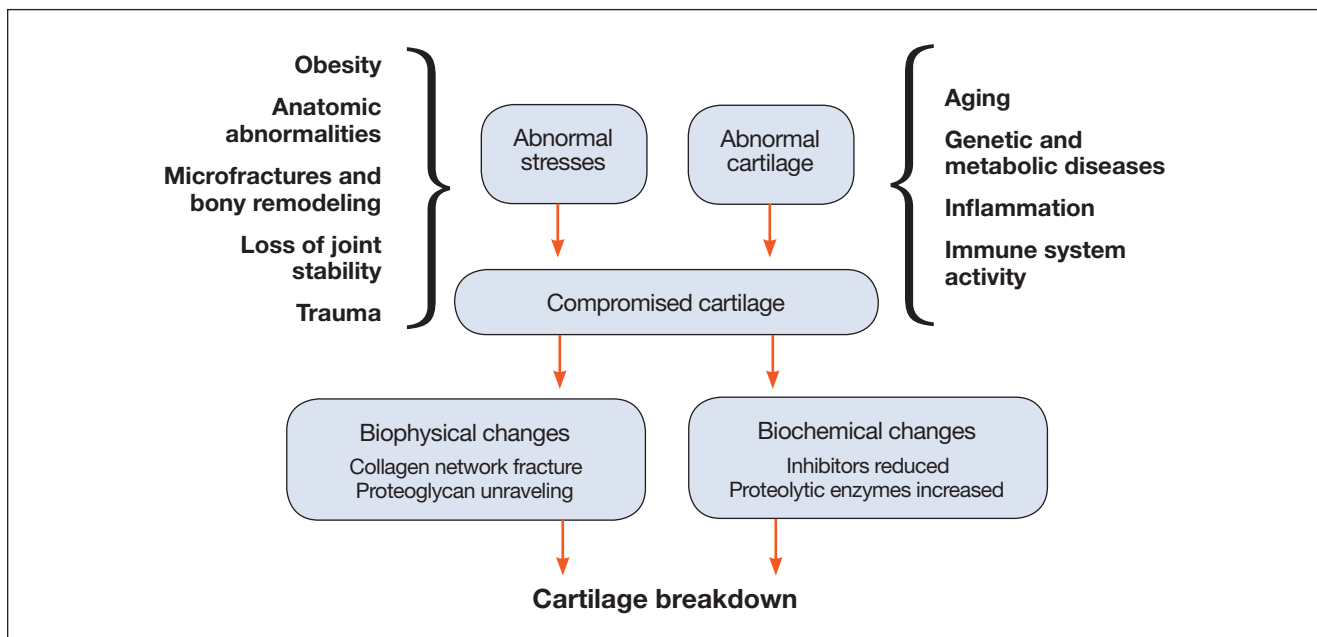 Obesity
Anatomic
abnormalities
Microfractures and
bony remodeling
Loss of joint
stability
Trauma
Abnormal
stresses
Abnormal
cartilage
Aging
Genetic and
metabolic diseases
Inflammation
Immune system
activity
Compromised cartilage
Biophysical changes
Collagen network fracture
Proteoglycan unraveling
Biochemical changes
Inhibitors reduced
Proteolytic enzymes increased
Cartilage breakdown